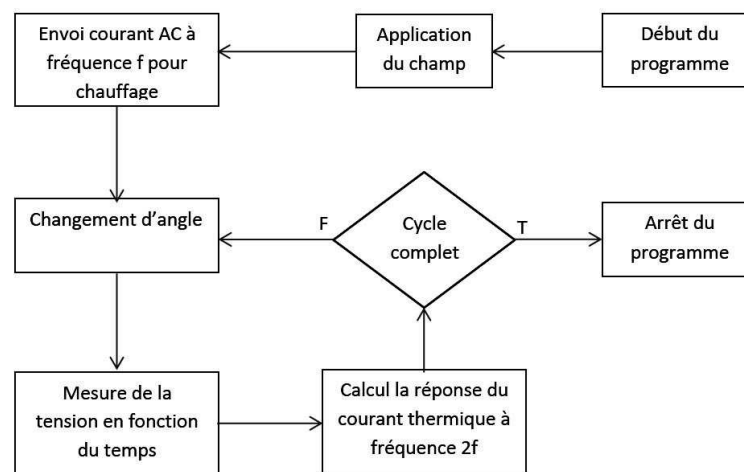 Envoi courant AC à
fréquence f pour
chauffage
Application
du champ
Début du
programme
Changement d'angle
F
Cycle
complet
T
Arrêt du
programme
Mesure de la
tension en fonction
du temps
Calcul la réponse du
courant thermique à
fréquence 2f